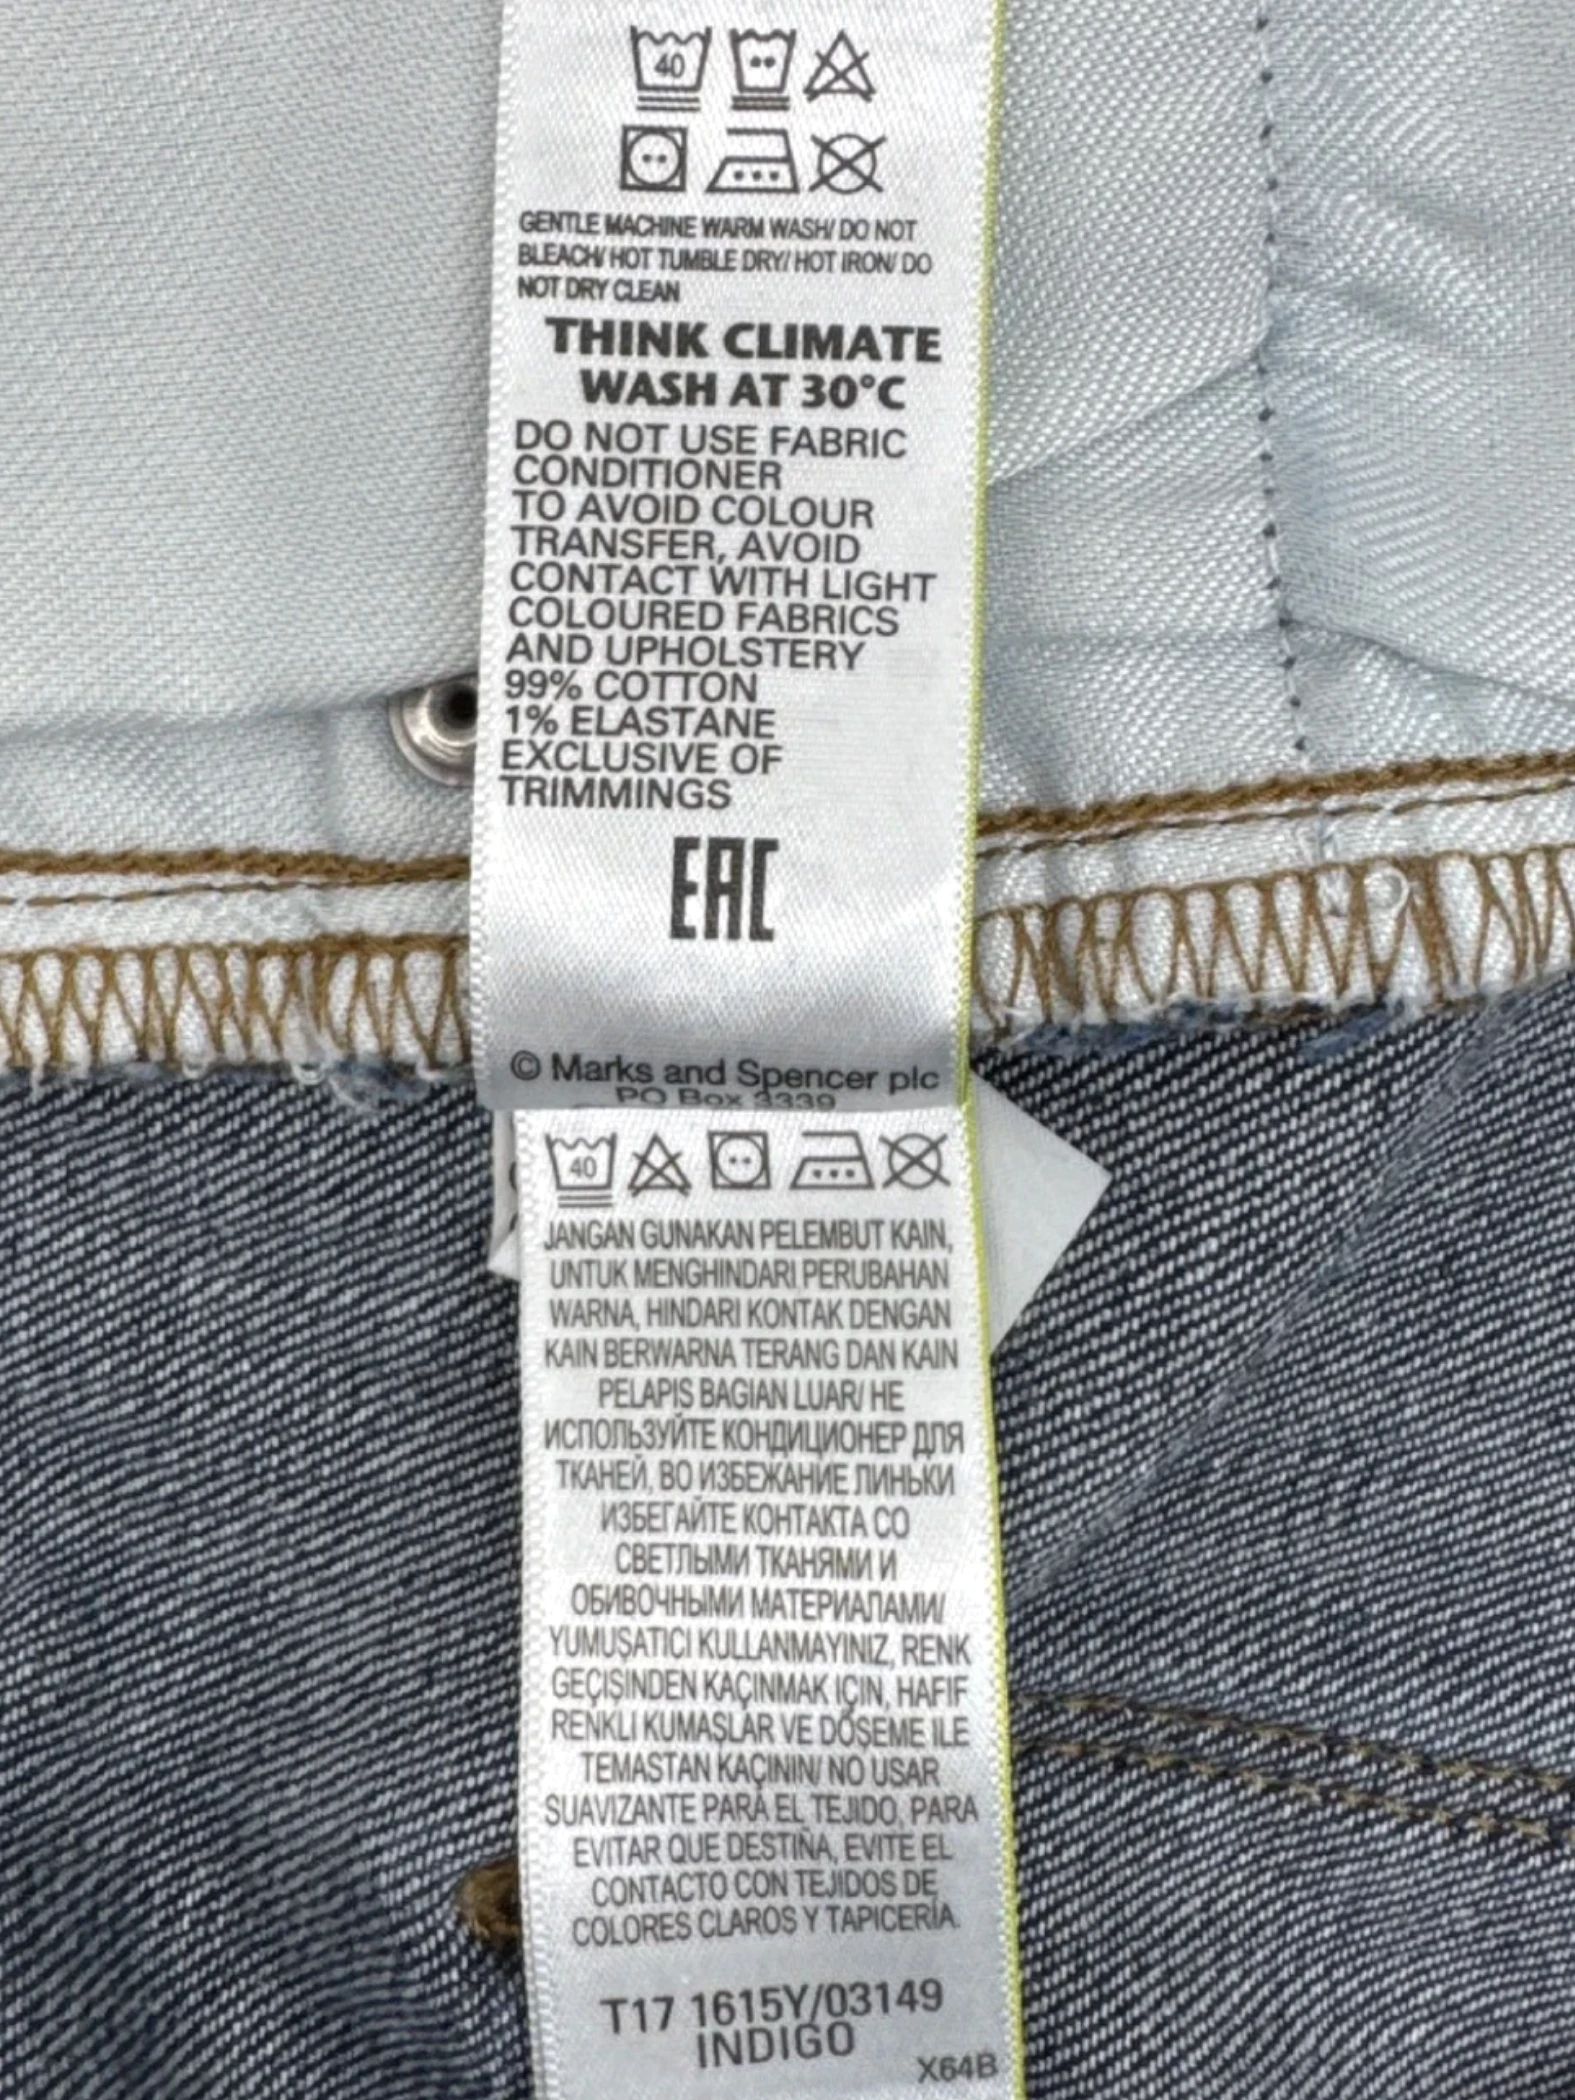 40
GENTLE MACHINE WARM WASH/ DO NOT
BLEACH/ HOT TUMBLE DRY/ HOT IRON/ DO
NOT DRY CLEAN
THINK CLIMATE
WASH AT 30°C
DO NOT USE FABRIC
CONDITIONER
TO AVOID COLOUR
TRANSFER, AVOID
CONTACT WITH LIGHT
COLOURED FABRICS
AND UPHOLSTERY
99% COTTON
1% ELASTANE
EXCLUSIVE OF
TRIMMINGS
EAC
© Marks and Spencer plc
PO Box 3339
40
JANGAN GUNAKAN PELEMBUT KAIN,
UNTUK MENGHINDARI PERUBAHAN
WARNA, HINDARI KONTAK DENGAN
KAIN BERWARNA TERANG DAN KAIN
PELAPIS BAGIAN LUAR/ НЕ
ИСПОЛЬЗУЙТЕ КОНДИЦИОНЕР ДЛЯ
ТКАНЕЙ, ВО ИЗБЕЖАНИЕ ЛИНЬКИ
ИЗБЕГАЙТЕ КОНТАКТА СО
СВЕТЛЫМИ ТКАНЯМИ И
ОБИВОЧНЫМИ МАТЕРИАЛАМИ/
YUMUŞATICI KULLANMAYINIZ, RENK
GEÇİŞİNDEN KAÇINMAK İÇİN, HAFİF
RENKLİ KUMAŞLAR VE DÖŞEME ILE
TEMASTAN KAÇININ/ NO USAR
SUAVIZANTE PARA EL TEJIDO, PARA
EVITAR QUE DESTIÑA, EVITE EL
CONTACTO CON TEJIDOS DE
COLORES CLAROS Y TAPICERÍA.
T17 1615Y/03149
INDIGO
X64B